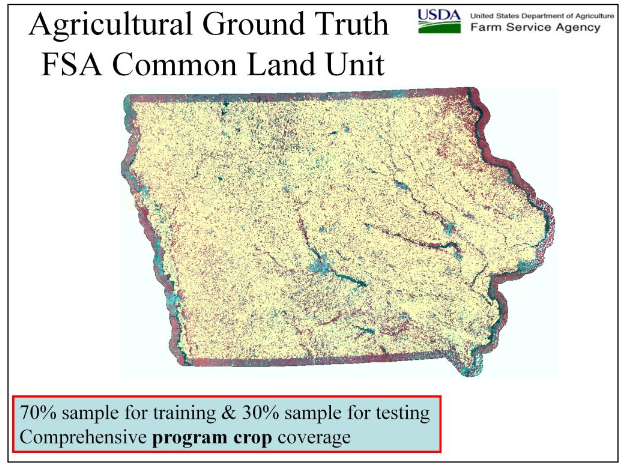 Agricultural Ground Truth
FSA Common Land Unit
USDA
United States Department of Agriculture
Farm Service Agency
70% sample for training & 30% sample for testing
Comprehensive program crop coverage